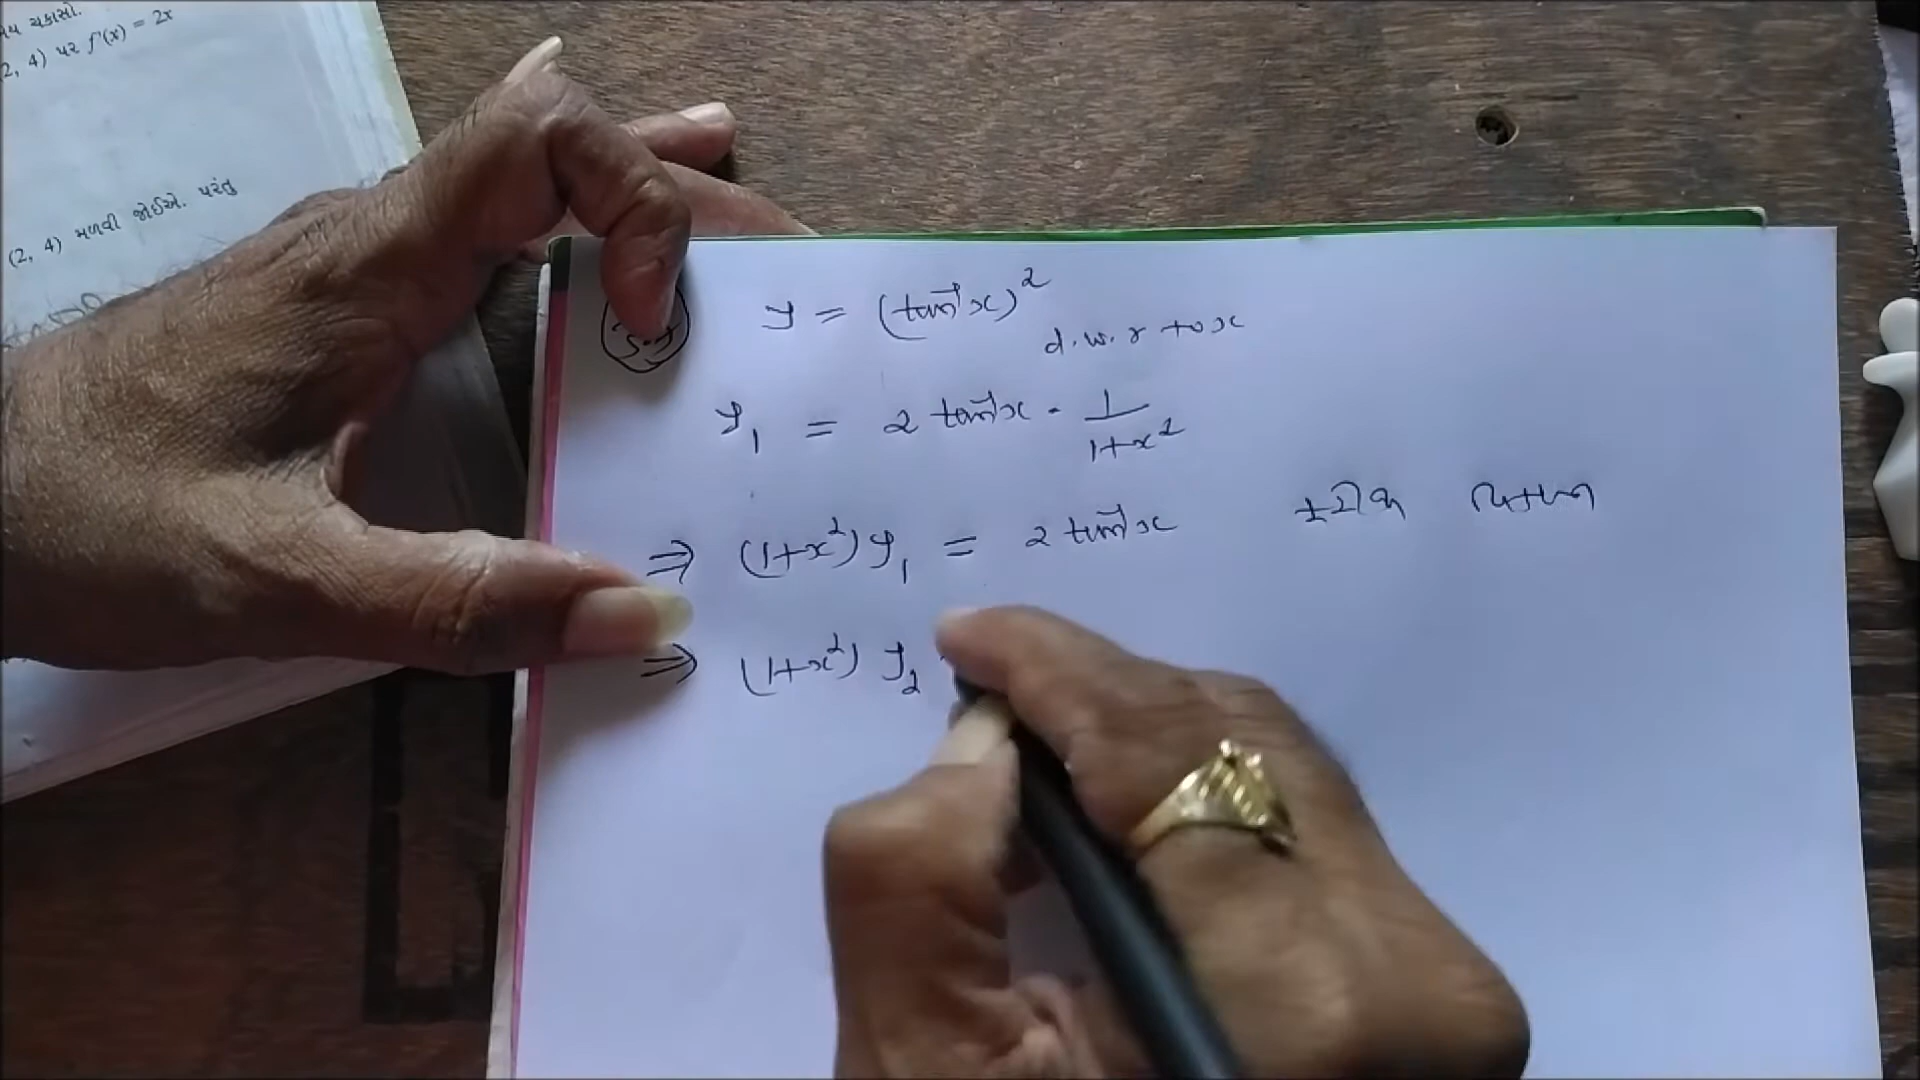 ચકાસો.
2, 4) પર f'(x) = 2x
(2, 4) મળવી જોઈએ. પરંતુ
y = (tan⁻¹x)²
d.w.r to x
y₁ = 2 tan⁻¹x · 1/(1+x²)
⇒ (1+x²)y₁ = 2 tan⁻¹x
⇒ (1+x²) y₂